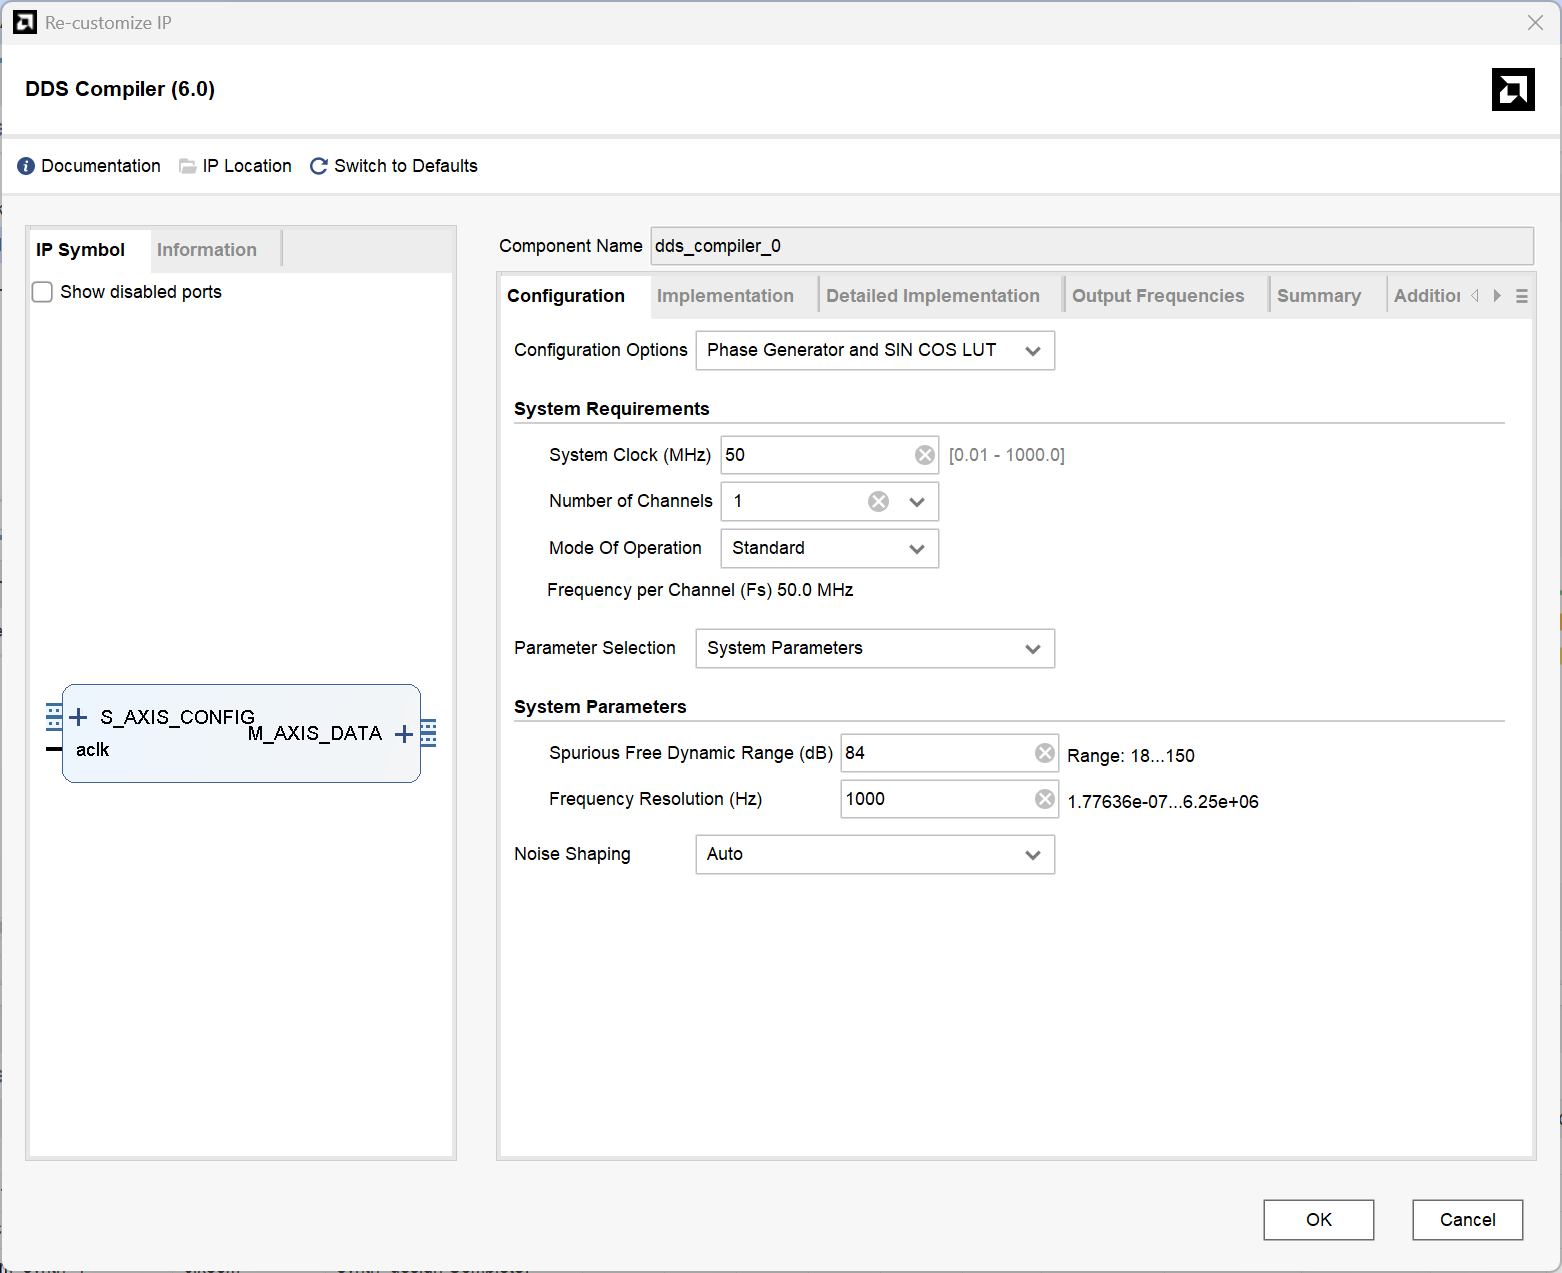 Re-customize IP
DDS Compiler (6.0)
Documentation IP Location Switch to Defaults
IP Symbol Information
Show disabled ports
S_AXIS_CONFIG
M_AXIS_DATA
aclk
Component Name dds_compiler_0
Configuration Implementation Detailed Implementation Output Frequencies Summary Addition
Configuration Options Phase Generator and SIN COS LUT
System Requirements
System Clock (MHz) 50 [0.01 - 1000.0]
Number of Channels 1
Mode Of Operation Standard
Frequency per Channel (Fs) 50.0 MHz
Parameter Selection System Parameters
System Parameters
Spurious Free Dynamic Range (dB) 84 Range: 18...150
Frequency Resolution (Hz) 1000 1.77636e-07...6.25e+06
Noise Shaping Auto
OK Cancel